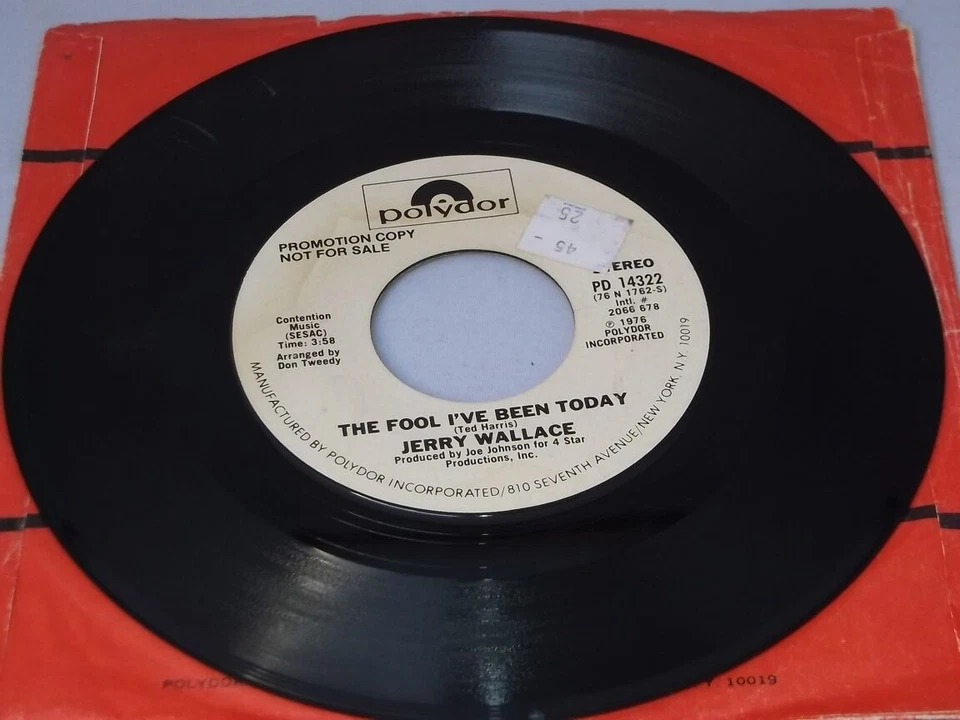 polydor
PROMOTION COPY
NOT FOR SALE
45 -
25
STEREO
PD 14322
(76 N 1762-S)
Intl. #
2066 678
℗ 1976
POLYDOR
INCORPORATED
Contention
Music
(SESAC)
Time: 3:58
Arranged by
Don Tweedy
THE FOOL I'VE BEEN TODAY
(Ted Harris)
JERRY WALLACE
Produced by Joe Johnson for 4 Star
Productions, Inc.
MANUFACTURED BY POLYDOR INCORPORATED/810 SEVENTH AVENUE/NEW YORK, N.Y. 10019
10019